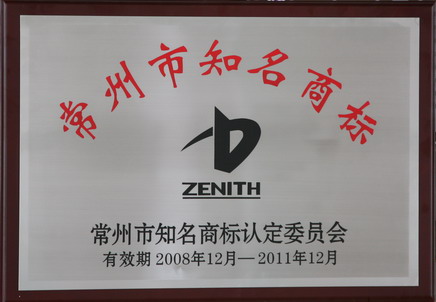 常州市知名商标
ZENITH
常州市知名商标认定委员会
有效期 2008年12月—2011年12月